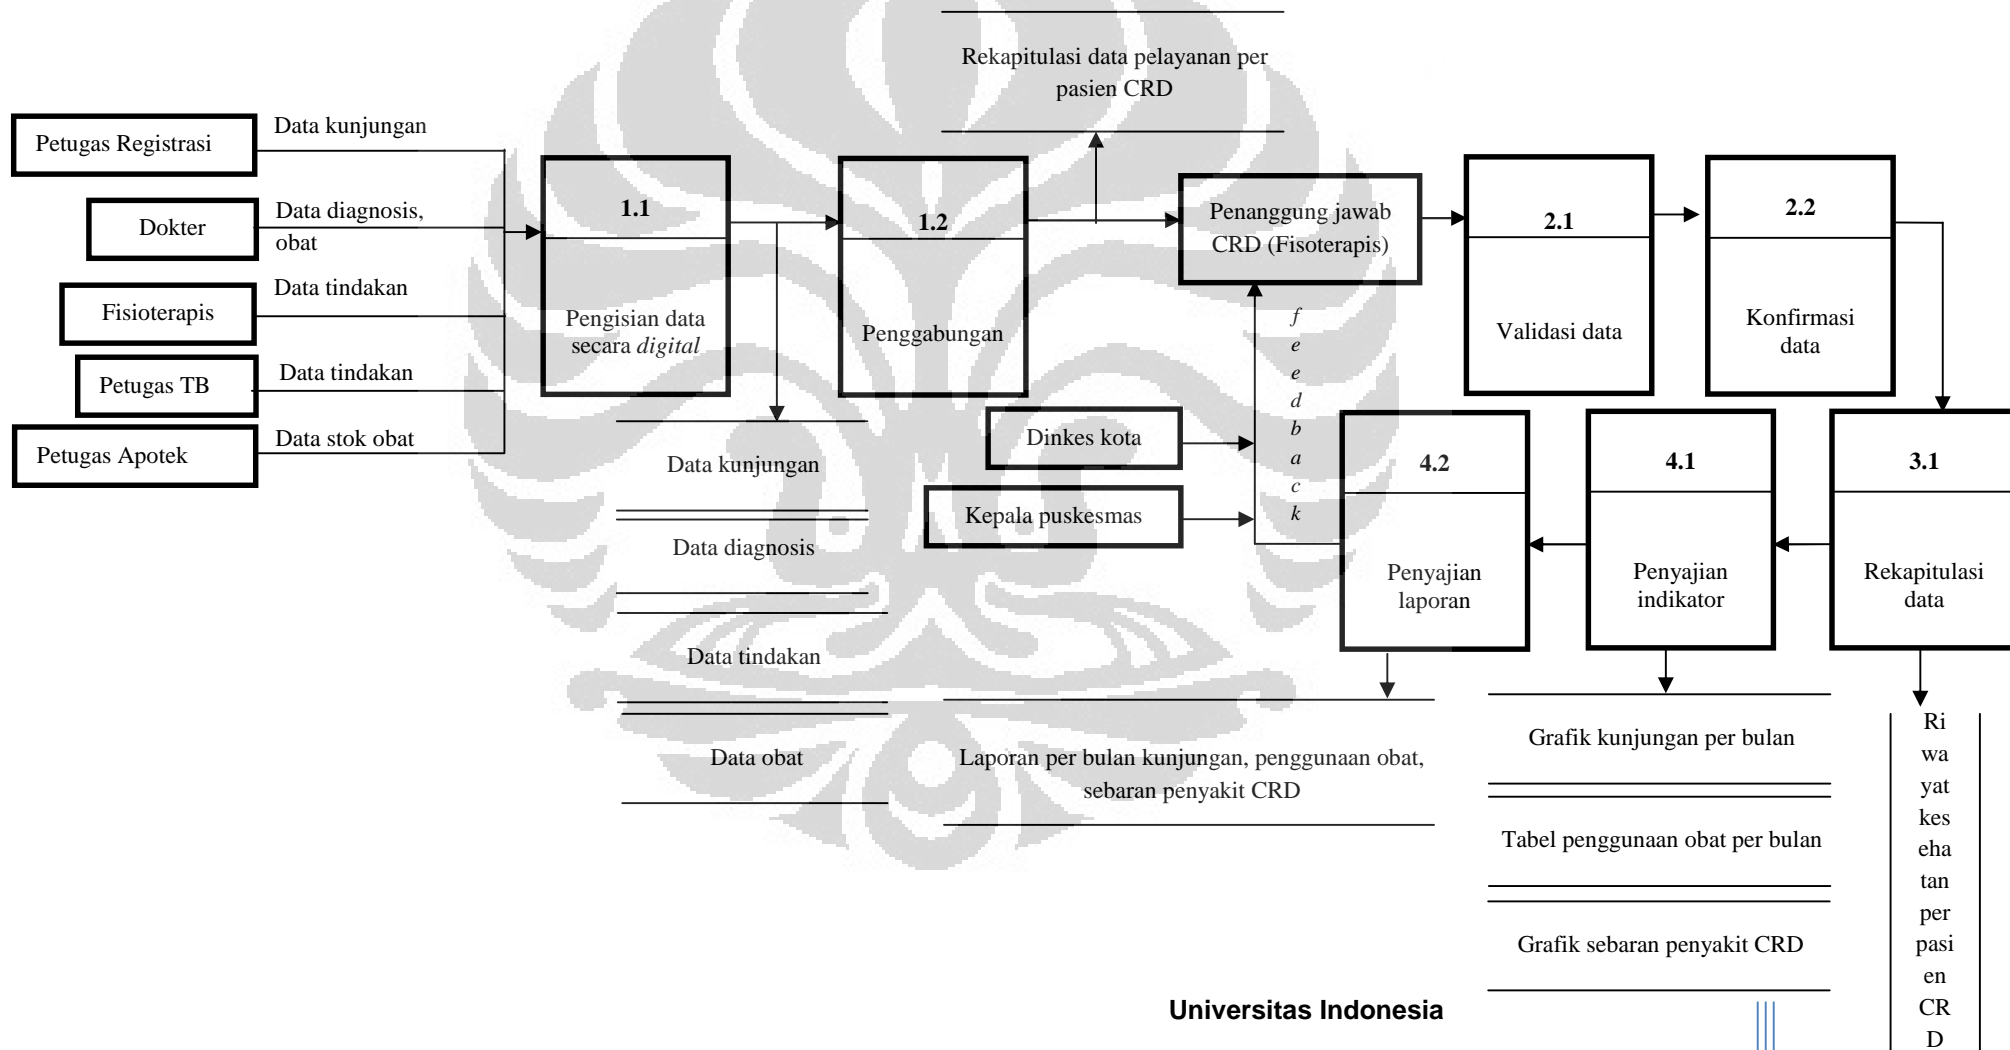 Rekapitulasi data pelayanan per
pasien CRD
Petugas Registrasi
Data kunjungan
Dokter
Data diagnosis,
obat
Fisioterapis
Data tindakan
Petugas TB
Data tindakan
Petugas Apotek
Data stok obat
1.1
Pengisian data
secara digital
1.2
Penggabungan
Penanggung jawab
CRD (Fisoterapis)
2.1
Validasi data
2.2
Konfirmasi
data
f
e
e
d
b
a
c
k
Dinkes kota
Kepala puskesmas
4.2
Penyajian
laporan
4.1
Penyajian
indikator
3.1
Rekapitulasi
data
Data kunjungan
Data diagnosis
Data tindakan
Data obat
Laporan per bulan kunjungan, penggunaan obat,
sebaran penyakit CRD
Grafik kunjungan per bulan
Tabel penggunaan obat per bulan
Grafik sebaran penyakit CRD
Ri
wa
yat
kes
eha
tan
per
pasi
en
CR
D
Universitas Indonesia